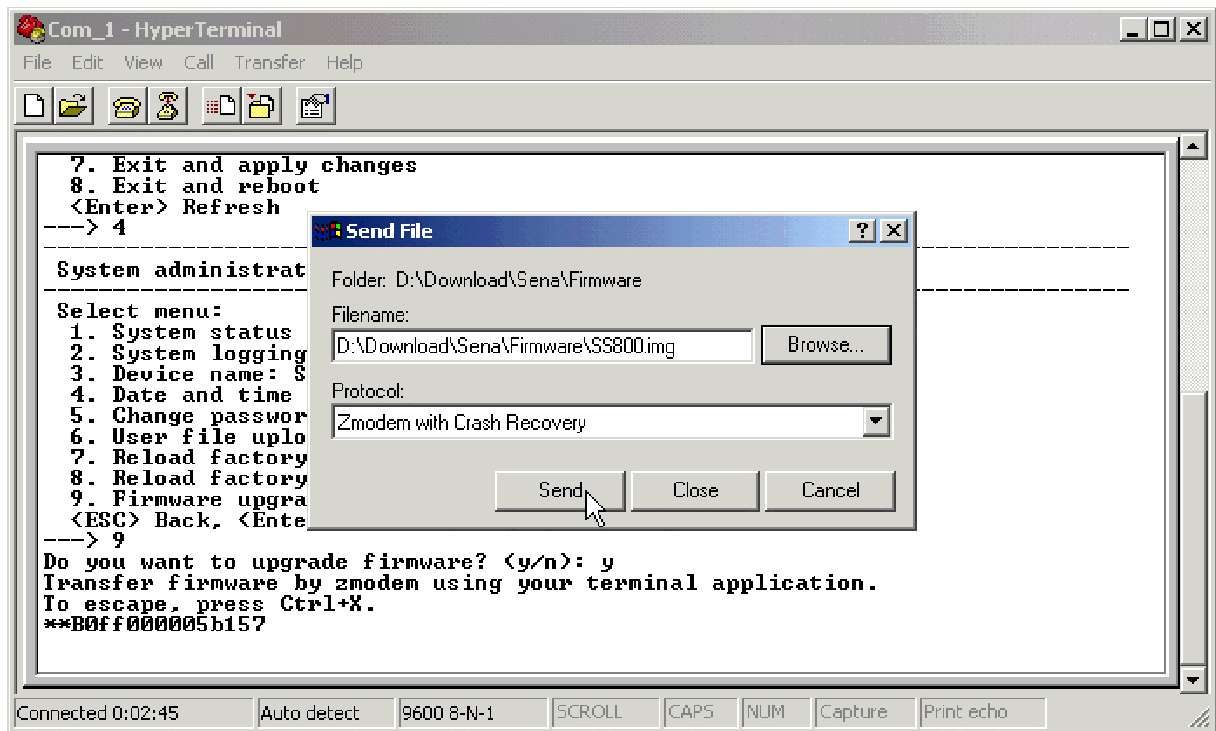 Com_1 - HyperTerminal
File Edit View Call Transfer Help
7. Exit and apply changes
8. Exit and reboot
<Enter> Refresh
---> 4
System administrat
Select menu:
1. System status
2. System logging
3. Device name: S
4. Date and time
5. Change passwor
6. User file uplo
7. Reload factory
8. Reload factory
9. Firmware upgra
<ESC> Back, <Ente
---> 9
Do you want to upgrade firmware? (y/n): y
Transfer firmware by zmodem using your terminal application.
To escape, press Ctrl+X.
**B0ff000005b157
Send File
Folder: D:\Download\Sena\Firmware
Filename:
D:\Download\Sena\Firmware\SS800.img
Browse...
Protocol:
Zmodem with Crash Recovery
Send Close Cancel
Connected 0:02:45 Auto detect 9600 8-N-1 SCROLL CAPS NUM Capture Print echo